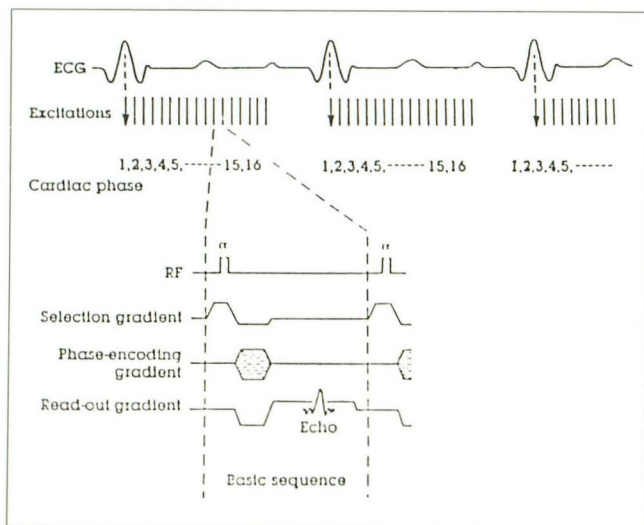 ECG
Excitations
1,2,3,4,5,------15,16 1,2,3,4,5,------ 15,16 1,2,3,4,5,------
Cardiac phase
α α
RF
Selection gradient
Phase-encoding
gradient
Read-out gradient
Echo
Basic sequence